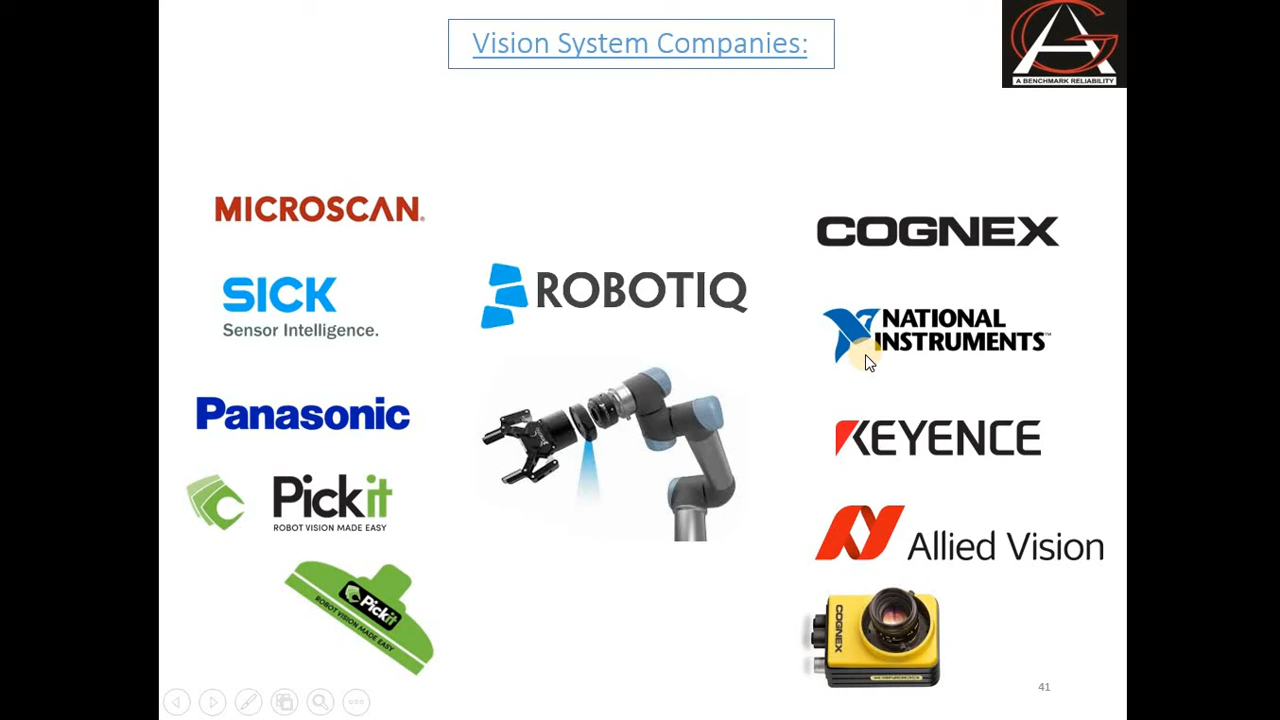 Vision System Companies:
A BENCHMARK RELIABILITY
MICROSCAN®
SICK
Sensor Intelligence.
Panasonic
Pickit
ROBOT VISION MADE EASY
Pickit
ROBOT VISION MADE EASY
ROBOTIQ
COGNEX
NATIONAL
INSTRUMENTS™
KEYENCE
Allied Vision
COGNEX
41